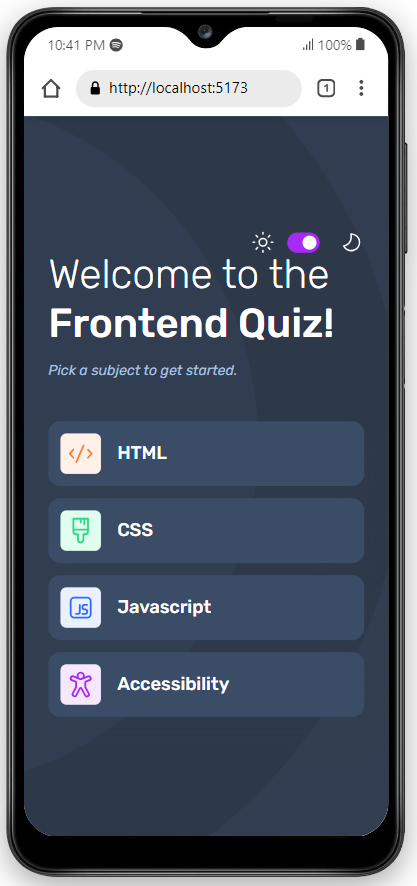 10:41 PM
100%
http://localhost:5173
1
Welcome to the
Frontend Quiz!
Pick a subject to get started.
</>
HTML
CSS
JS
Javascript
Accessibility